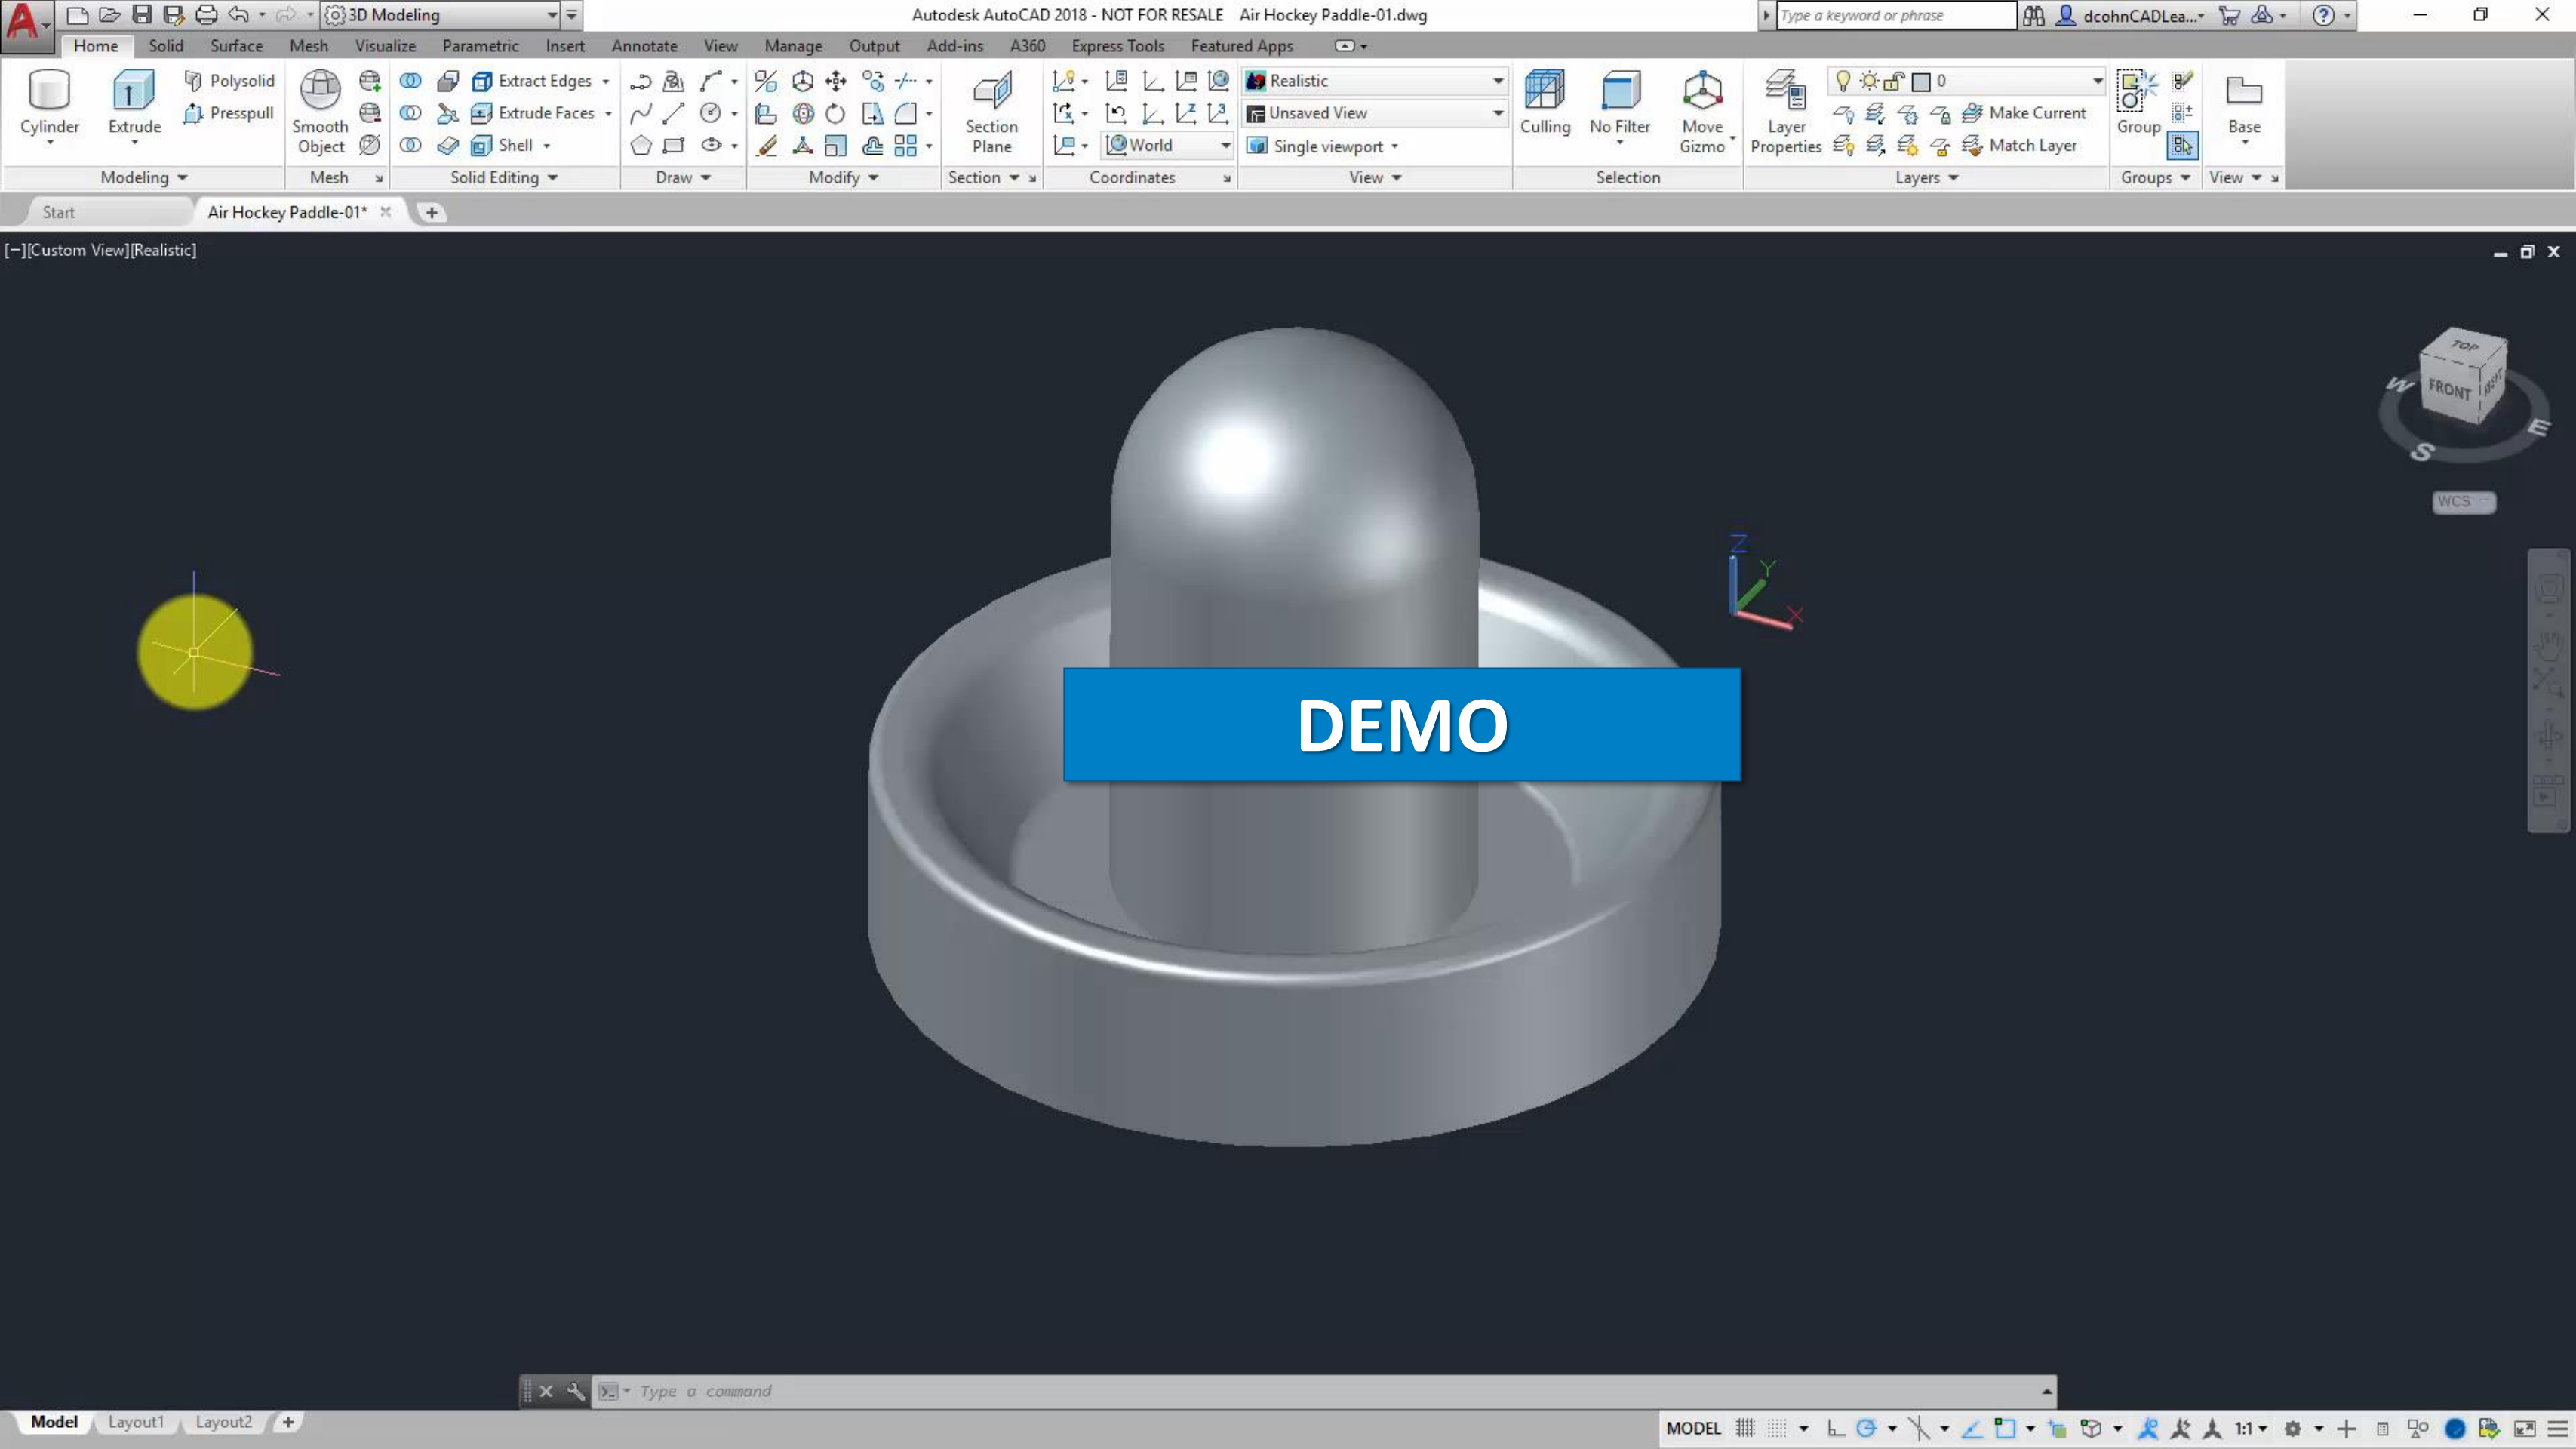 3D Modeling
Autodesk AutoCAD 2018 - NOT FOR RESALE Air Hockey Paddle-01.dwg
Type a keyword or phrase
dcohnCADLea...
Home Solid Surface Mesh Visualize Parametric Insert Annotate View Manage Output Add-ins A360 Express Tools Featured Apps
Polysolid
Extract Edges
Realistic
0
Presspull
Extrude Faces
Unsaved View
Make Current
Cylinder
Extrude
Smooth
Object
Shell
Section
Plane
World
Single viewport
Culling
No Filter
Move
Gizmo
Layer
Properties
Match Layer
Group
Base
Modeling
Mesh
Solid Editing
Draw
Modify
Section
Coordinates
View
Selection
Layers
Groups
View
Start
Air Hockey Paddle-01*
[−][Custom View][Realistic]
TOP
FRONT
W
E
S
WCS
Z
Y
X
DEMO
Type a command
Model Layout1 Layout2
MODEL
1:1